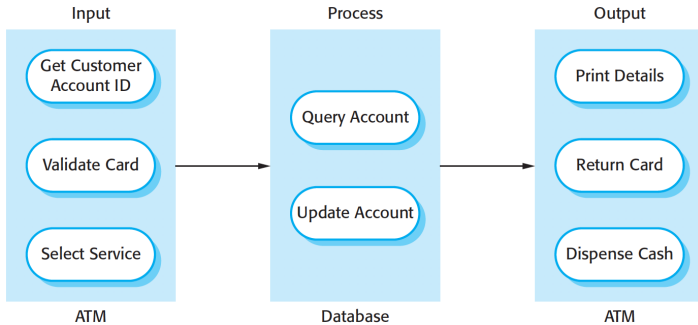 Input
Process
Output
Get Customer
Account ID
Validate Card
Select Service
Query Account
Update Account
Print Details
Return Card
Dispense Cash
ATM
Database
ATM